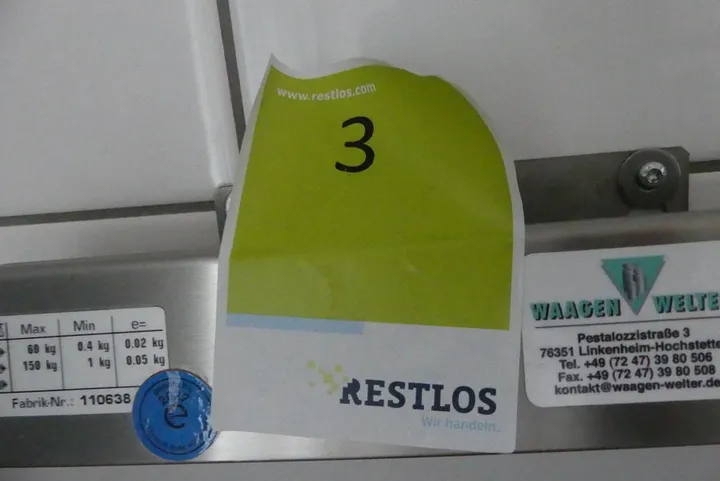 www.restlos.com
3
RESTLOS
Wir handeln.
Max Min e=
60 kg 0.4 kg 0.02 kg
150 kg 1 kg 0.05 kg
Fabrik-Nr.: 110638
e
WAAGEN WELTER
Pestalozzistraße 3
76351 Linkenheim-Hochstette
Tel. +49 (72 47) 39 80 506
Fax. +49 (72 47) 39 80 508
kontakt@waagen-welter.de